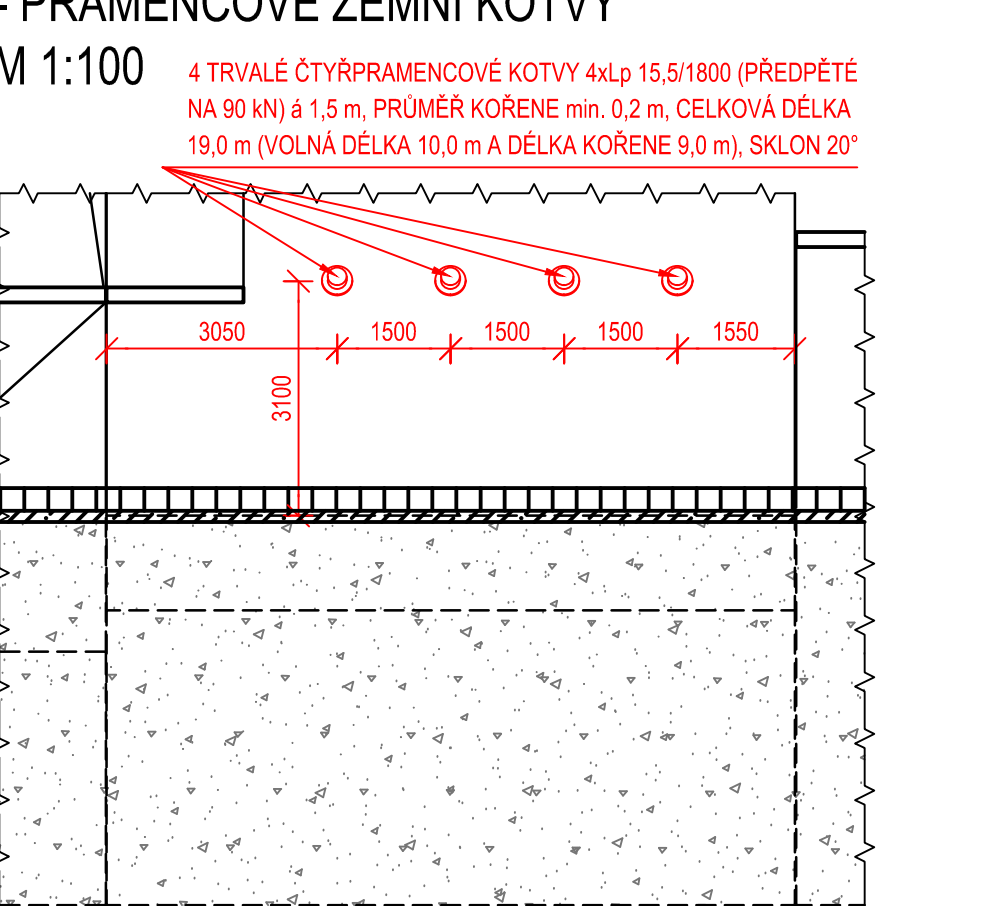 - PRAMENCOVÉ ZEMNÍ KOTVY
M 1:100
4 TRVALÉ ČTYŘPRAMENCOVÉ KOTVY 4xLp 15,5/1800 (PŘEDPĚTÉ
NA 90 kN) á 1,5 m, PRŮMĚŘ KOŘENE min. 0,2 m, CELKOVÁ DÉLKA
19,0 m (VOLNÁ DÉLKA 10,0 m A DÉLKA KOŘENE 9,0 m), SKLON 20°
3050
1500
1500
1500
1550
3100